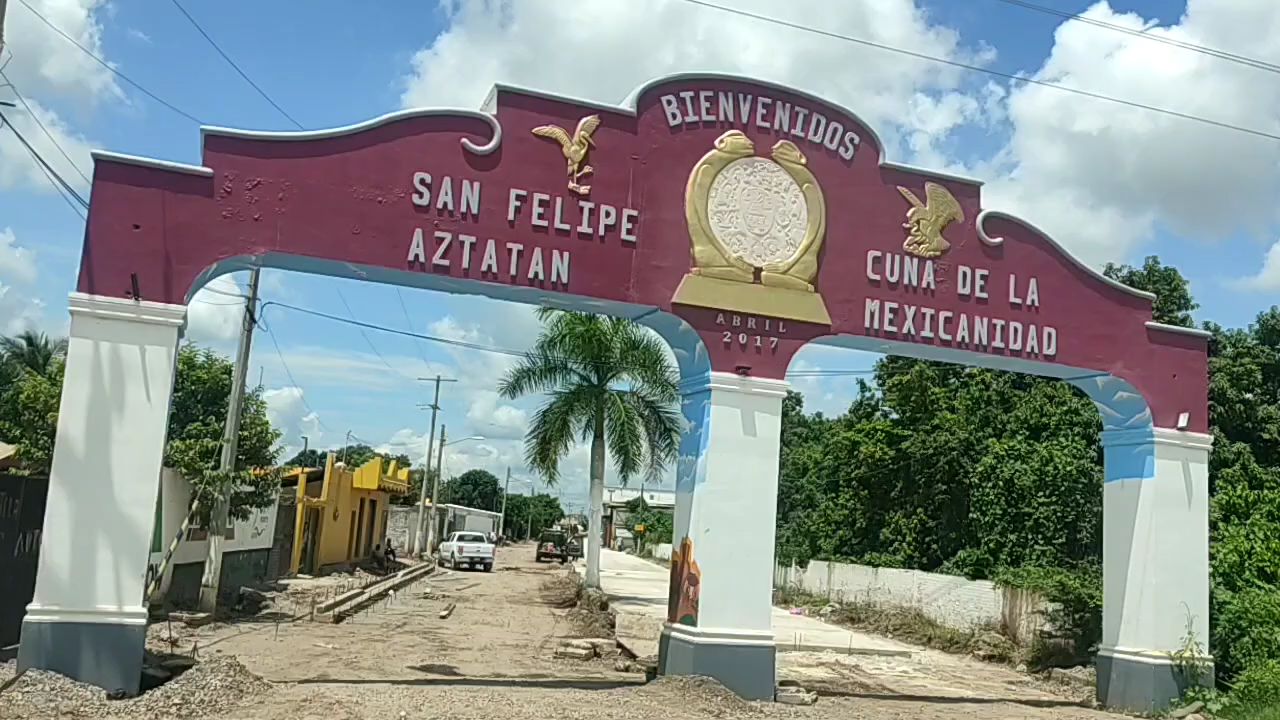 BIENVENIDOS
SAN FELIPE
AZTATAN
CUNA DE LA
MEXICANIDAD
ABRIL
2017